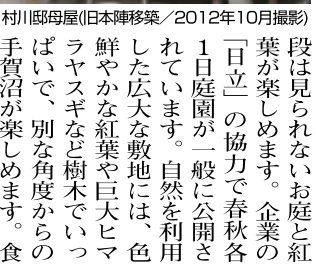 村川邸母屋(旧本陣移築／2012年10月撮影)
段は見られないお庭と紅
葉が楽しめます。企業の
「日立」の協力で春秋各
1日庭園が一般に公開さ
れています。自然を利用
した広大な敷地には、色
鮮やかな紅葉や巨大ヒマ
ラヤスギなど樹木でいっ
ぱいで、別な角度からの
手賀沼が楽しめます。食